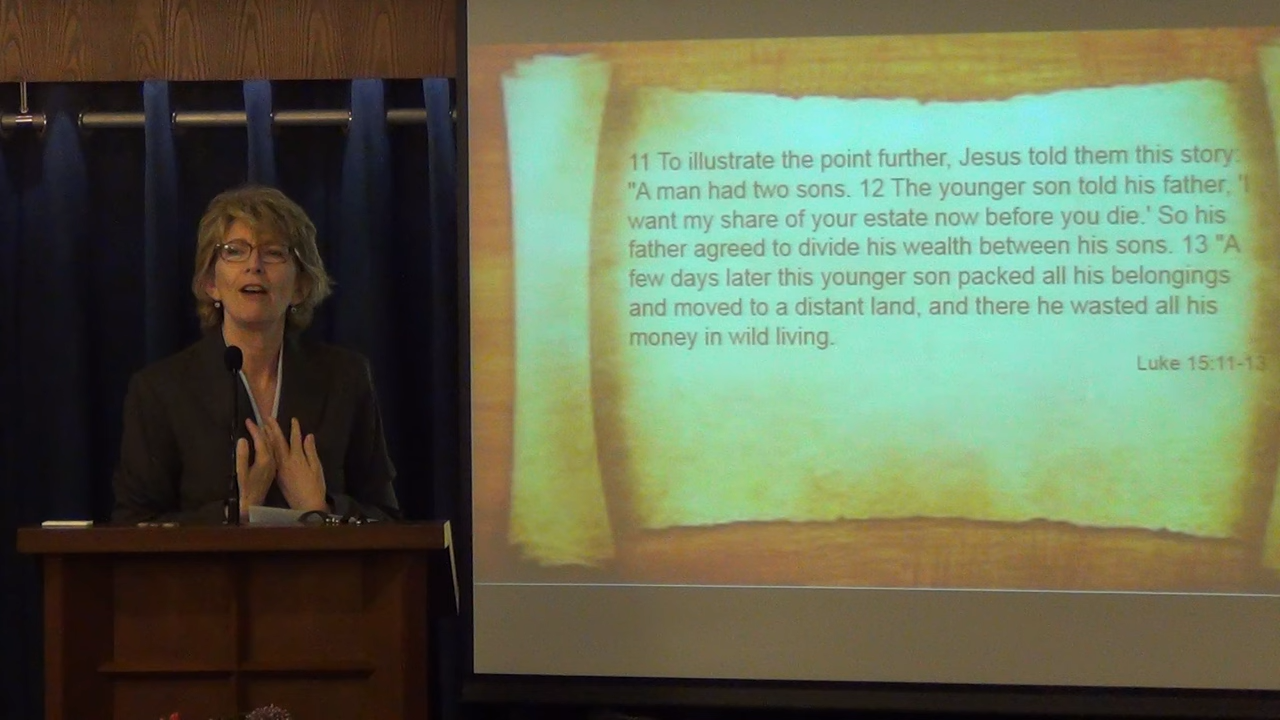 11 To illustrate the point further, Jesus told them this story:
"A man had two sons. 12 The younger son told his father, 'I
want my share of your estate now before you die.' So his
father agreed to divide his wealth between his sons. 13 "A
few days later this younger son packed all his belongings
and moved to a distant land, and there he wasted all his
money in wild living.
Luke 15:11-13